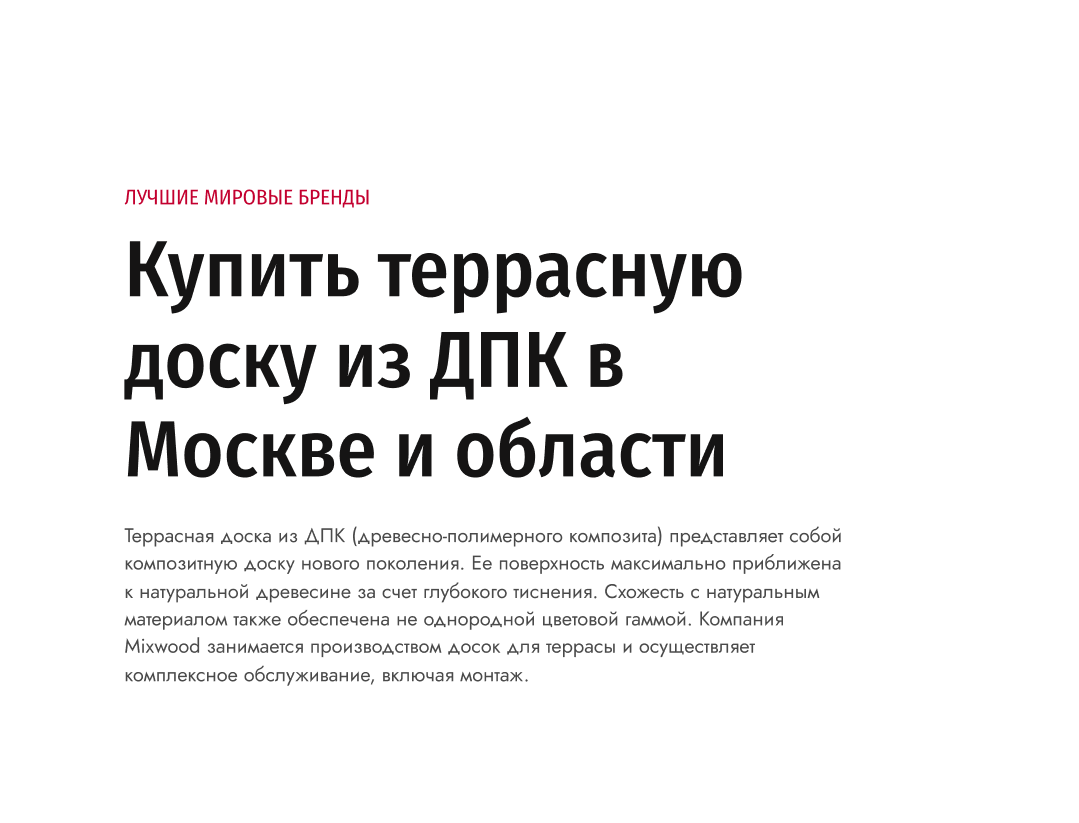 ЛУЧШИЕ МИРОВЫЕ БРЕНДЫ
Купить террасную
доску из ДПК в
Москве и области
Террасная доска из ДПК (древесно-полимерного композита) представляет собой
композитную доску нового поколения. Ее поверхность максимально приближена
к натуральной древесине за счет глубокого тиснения. Схожесть с натуральным
материалом также обеспечена не однородной цветовой гаммой. Компания
Mixwood занимается производством досок для террасы и осуществляет
комплексное обслуживание, включая монтаж.